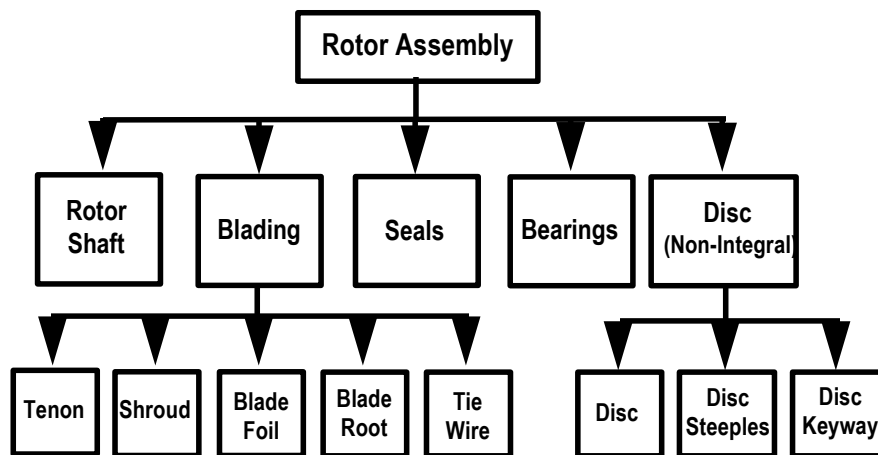 Rotor Assembly
Rotor
Shaft
Blading
Seals
Bearings
Disc
(Non-Integral)
Tenon
Shroud
Blade
Foil
Blade
Root
Tie
Wire
Disc
Disc
Steeples
Disc
Keyway